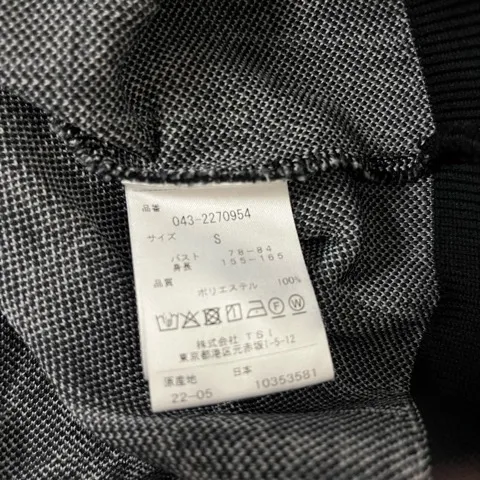 品番
043-2270954
サイズ S
バスト 78-84
身長 155-165
品質
ポリエステル 100%
F W
株式会社 TSI
東京都港区元赤坂1-5-12
原産地 日本
22-05 10353581